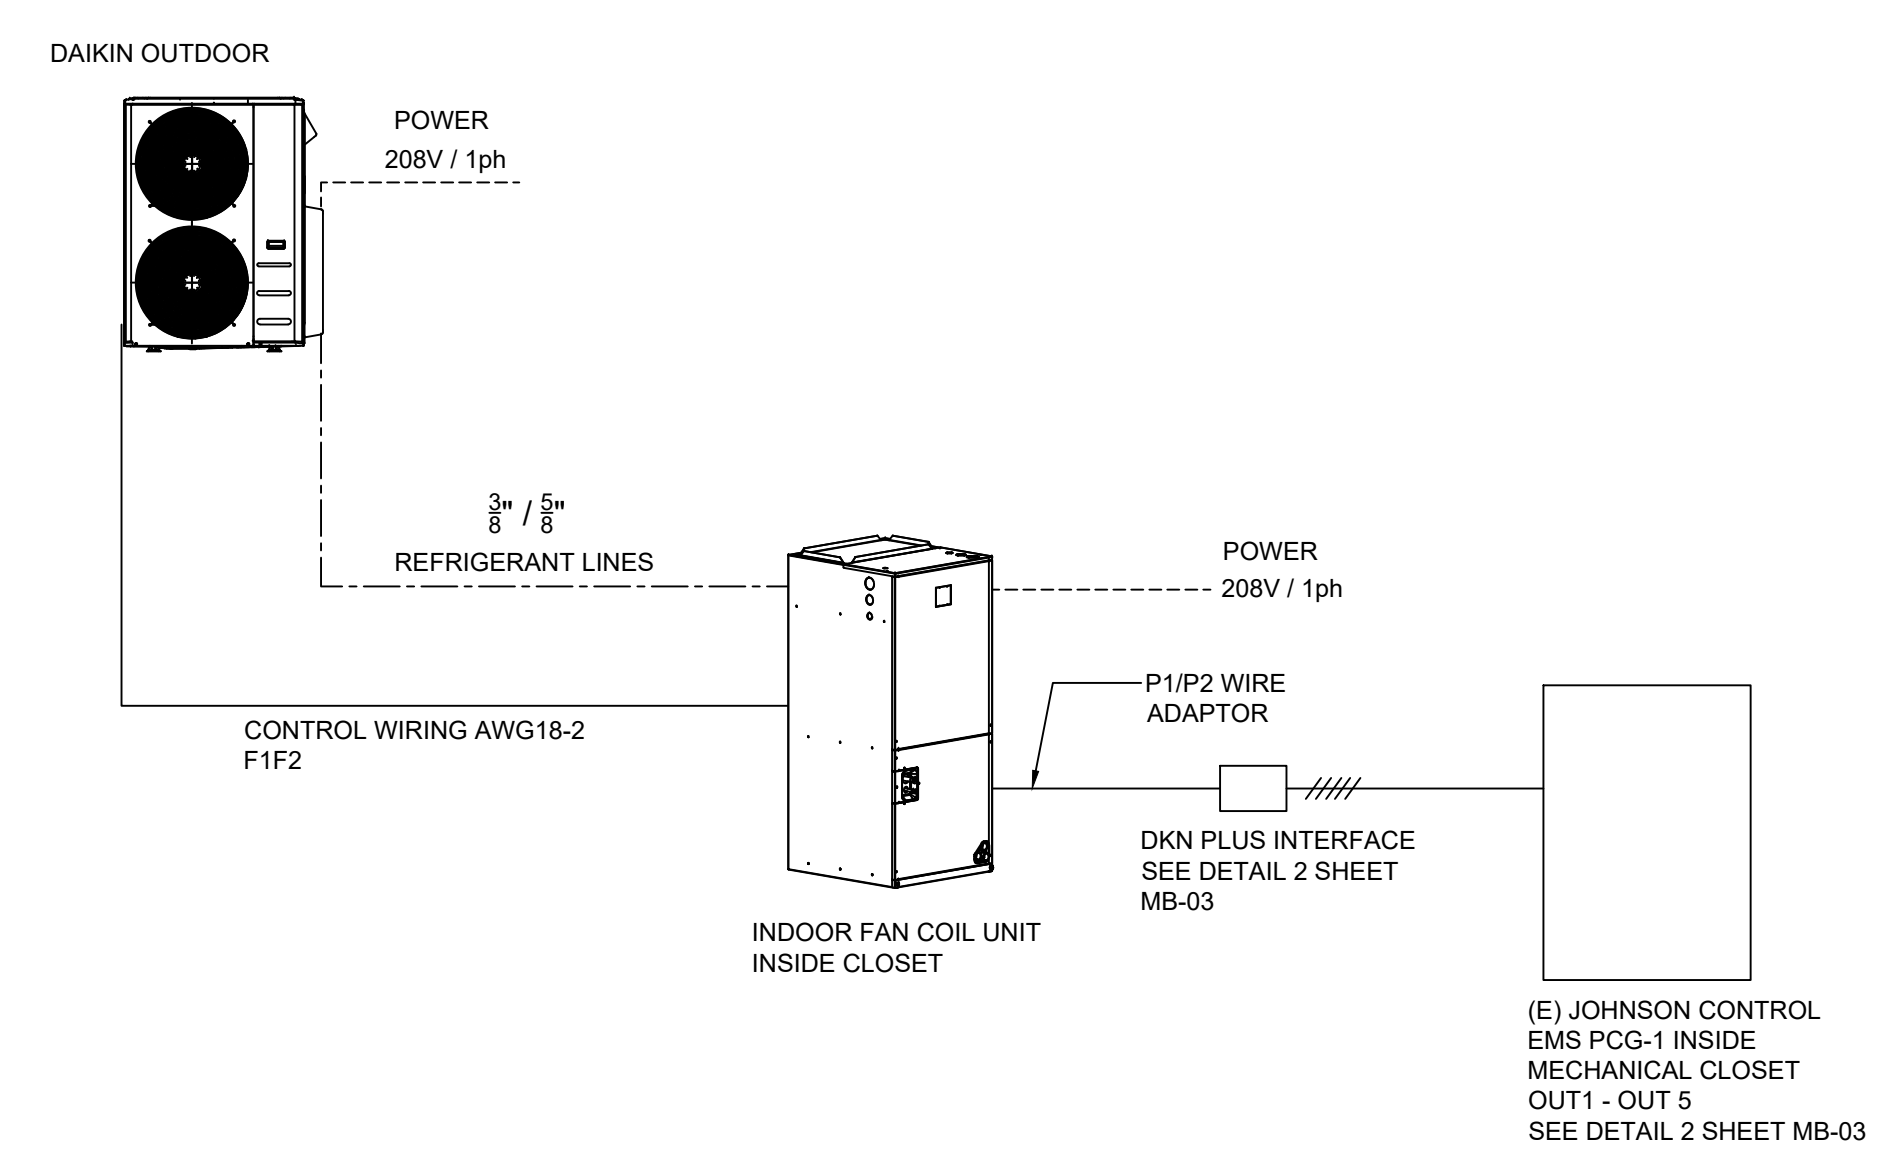 DAIKIN OUTDOOR
POWER
208V / 1ph
3/8" / 5/8"
REFRIGERANT LINES
POWER
208V / 1ph
P1/P2 WIRE
ADAPTOR
CONTROL WIRING AWG18-2
F1F2
DKN PLUS INTERFACE
SEE DETAIL 2 SHEET
MB-03
INDOOR FAN COIL UNIT
INSIDE CLOSET
(E) JOHNSON CONTROL
EMS PCG-1 INSIDE
MECHANICAL CLOSET
OUT1 - OUT 5
SEE DETAIL 2 SHEET MB-03